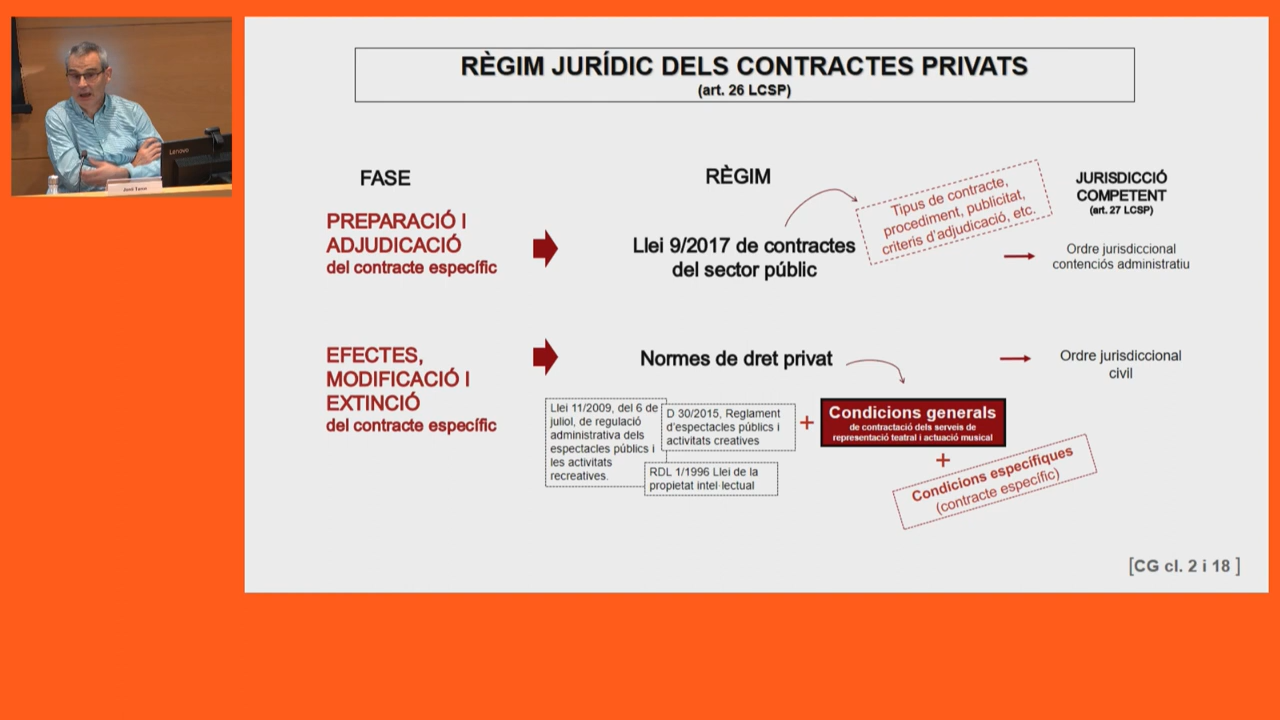 RÈGIM JURÍDIC DELS CONTRACTES PRIVATS
(art. 26 LCSP)
FASE
RÈGIM
JURISDICCIÓ
COMPETENT
(art. 27 LCSP)
PREPARACIÓ I
ADJUDICACIÓ
del contracte específic
Llei 9/2017 de contractes
del sector públic
Tipus de contracte,
procediment, publicitat,
criteris d'adjudicació, etc.
Ordre jurisdiccional
contenciós administratiu
EFECTES,
MODIFICACIÓ I
EXTINCIÓ
del contracte específic
Normes de dret privat
Ordre jurisdiccional
civil
Llei 11/2009, del 6 de
juliol, de regulació
administrativa dels
espectacles públics i
les activitats
recreatives.
D 30/2015, Reglament
d'espectacles públics i
activitats creatives
RDL 1/1996 Llei de la
propietat intel·lectual
+
Condicions generals
de contractació dels serveis de
representació teatral i actuació musical
+
Condicions específiques
(contracte específic)
[CG cl. 2 i 18 ]
Lenovo